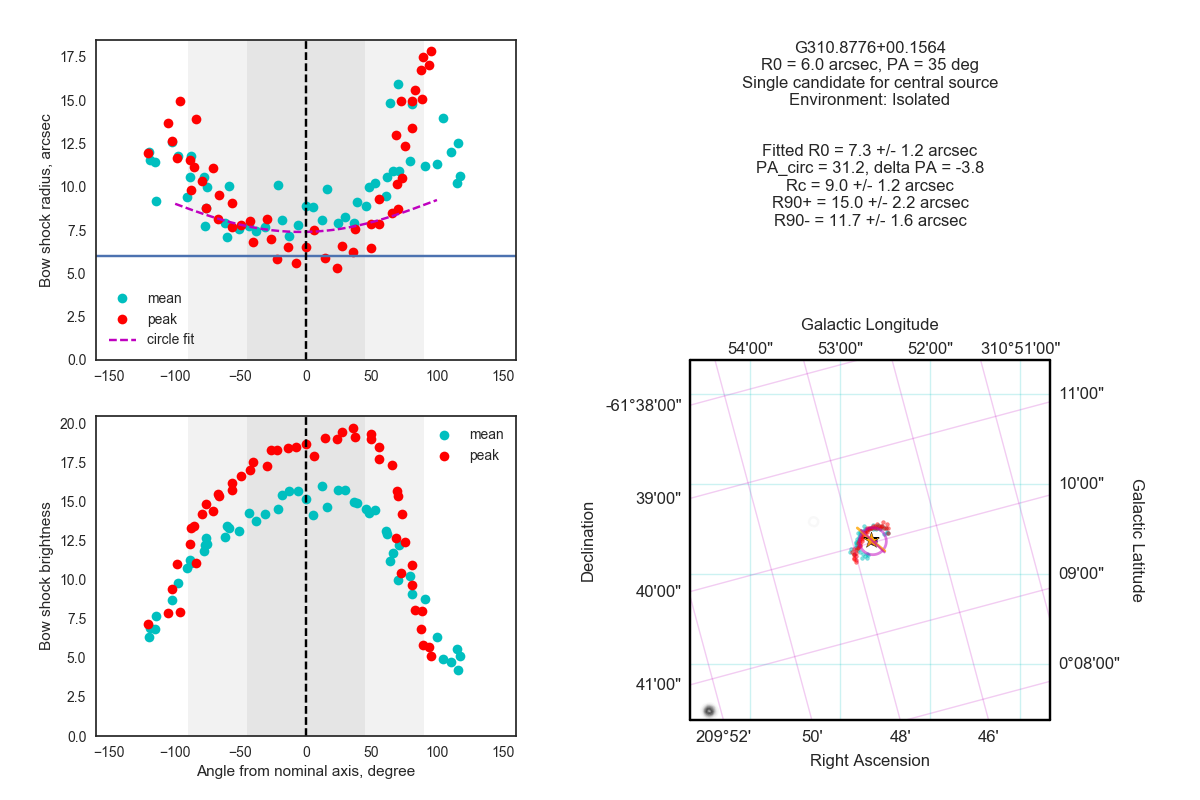 17.5
15.0
12.5
10.0
7.5
5.0
2.5
0.0
Bow shock radius, arcsec
mean
peak
circle fit
−150 −100 −50 0 50 100 150
20.0
17.5
15.0
12.5
10.0
7.5
5.0
2.5
0.0
Bow shock brightness
mean
peak
−150 −100 −50 0 50 100 150
Angle from nominal axis, degree
G310.8776+00.1564
R0 = 6.0 arcsec, PA = 35 deg
Single candidate for central source
Environment: Isolated
Fitted R0 = 7.3 +/- 1.2 arcsec
PA_circ = 31.2, delta PA = -3.8
Rc = 9.0 +/- 1.2 arcsec
R90+ = 15.0 +/- 2.2 arcsec
R90- = 11.7 +/- 1.6 arcsec
Galactic Longitude
54'00" 53'00" 52'00" 310°51'00"
-61°38'00"
39'00"
40'00"
41'00"
Declination
11'00"
10'00"
09'00"
0°08'00"
Galactic Latitude
209°52' 50' 48' 46'
Right Ascension